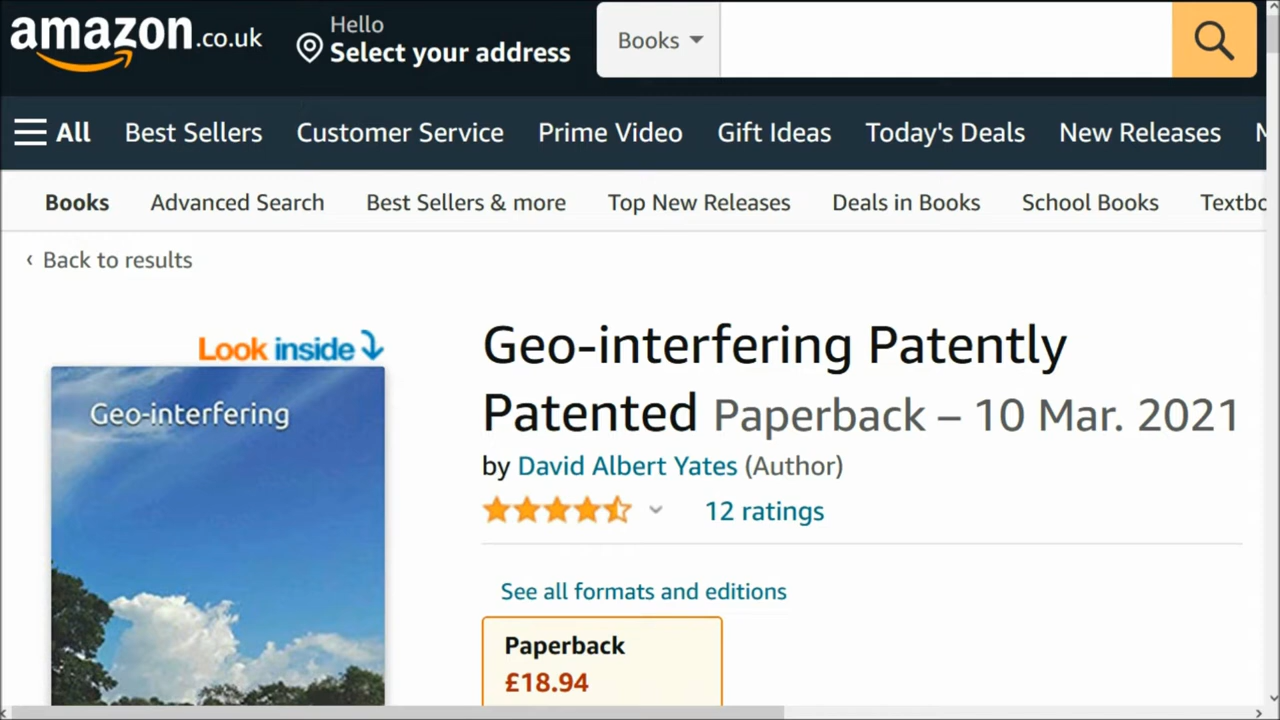 amazon.co.uk
Hello
Select your address
Books
All Best Sellers Customer Service Prime Video Gift Ideas Today's Deals New Releases
Books Advanced Search Best Sellers & more Top New Releases Deals in Books School Books Textbo
‹ Back to results
Look inside
Geo-interfering
Geo-interfering Patently
Patented Paperback – 10 Mar. 2021
by David Albert Yates (Author)
12 ratings
See all formats and editions
Paperback
£18.94